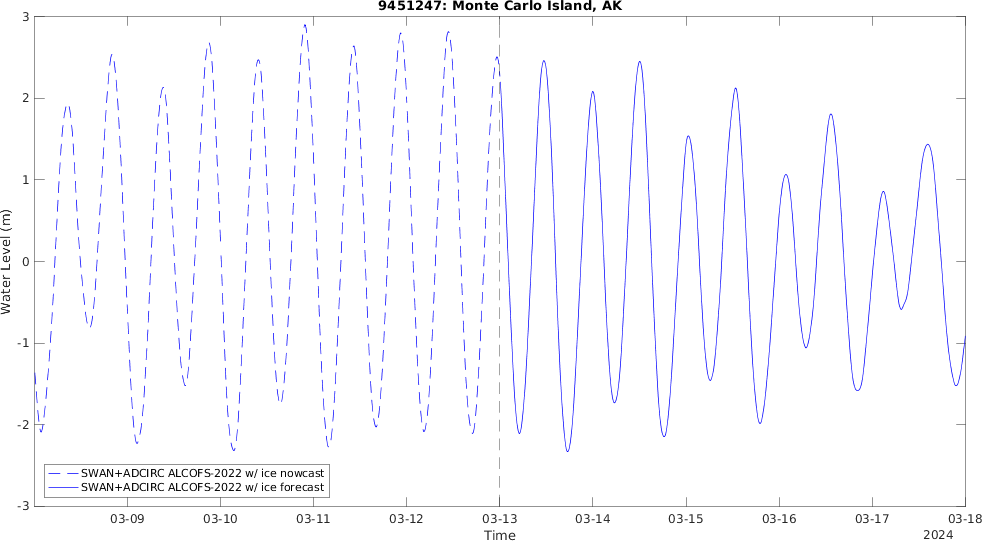 9451247: Monte Carlo Island, AK
3
2
1
0
-1
-2
-3
Water Level (m)
SWAN+ADCIRC ALCOFS-2022 w/ ice nowcast
SWAN+ADCIRC ALCOFS-2022 w/ ice forecast
03-09 03-10 03-11 03-12 03-13 03-14 03-15 03-16 03-17 03-18
Time
2024